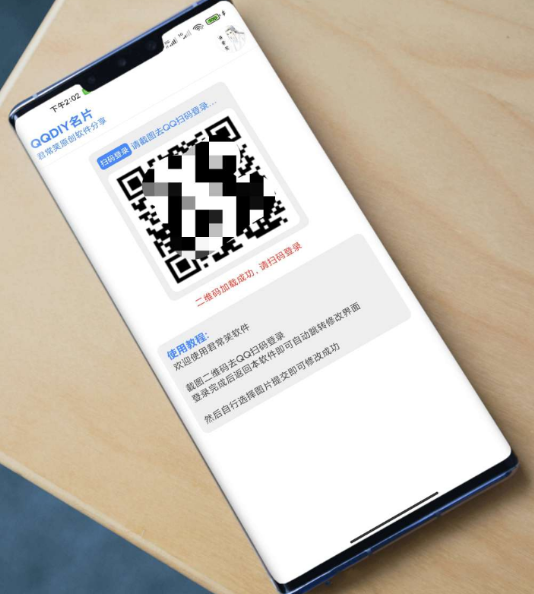 下午2:02
QQDIY名片
君常笑原创软件分享
扫码登录 请截图去QQ扫码登录...
二维码加载成功，请扫码登录
使用教程:
欢迎使用君常笑软件
截图二维码去QQ扫码登录
登录完成后返回本软件即可自动跳转修改界面
然后自行选择图片提交即可修改成功